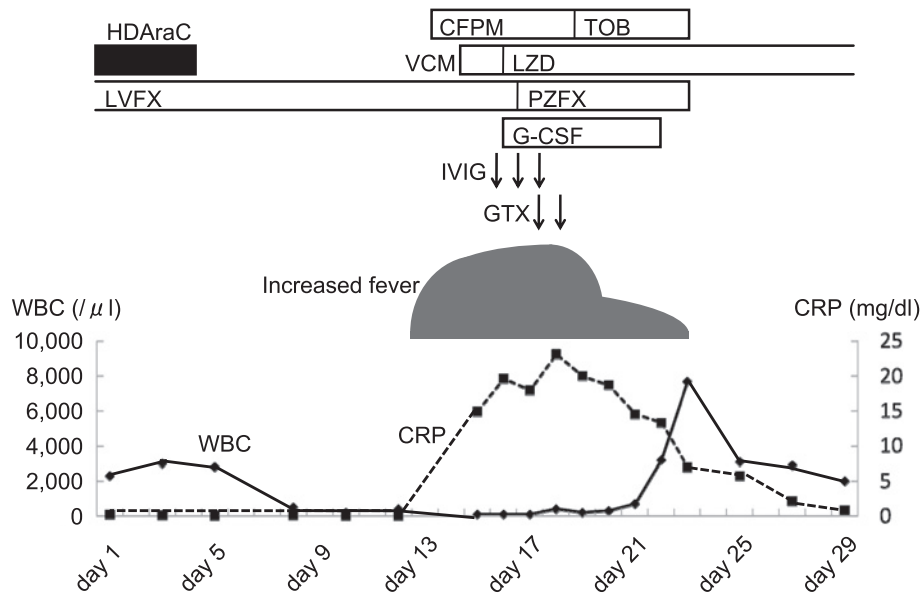 HDAraC
CFPM TOB
VCM LZD
LVFX PZFX
G-CSF
IVIG
GTX
Increased fever
WBC (/μl) CRP (mg/dl)
10,000 25
8,000 20
6,000 15
4,000 10
2,000 5
0 0
WBC
CRP
day 1 day 5 day 9 day 13 day 17 day 21 day 25 day 29